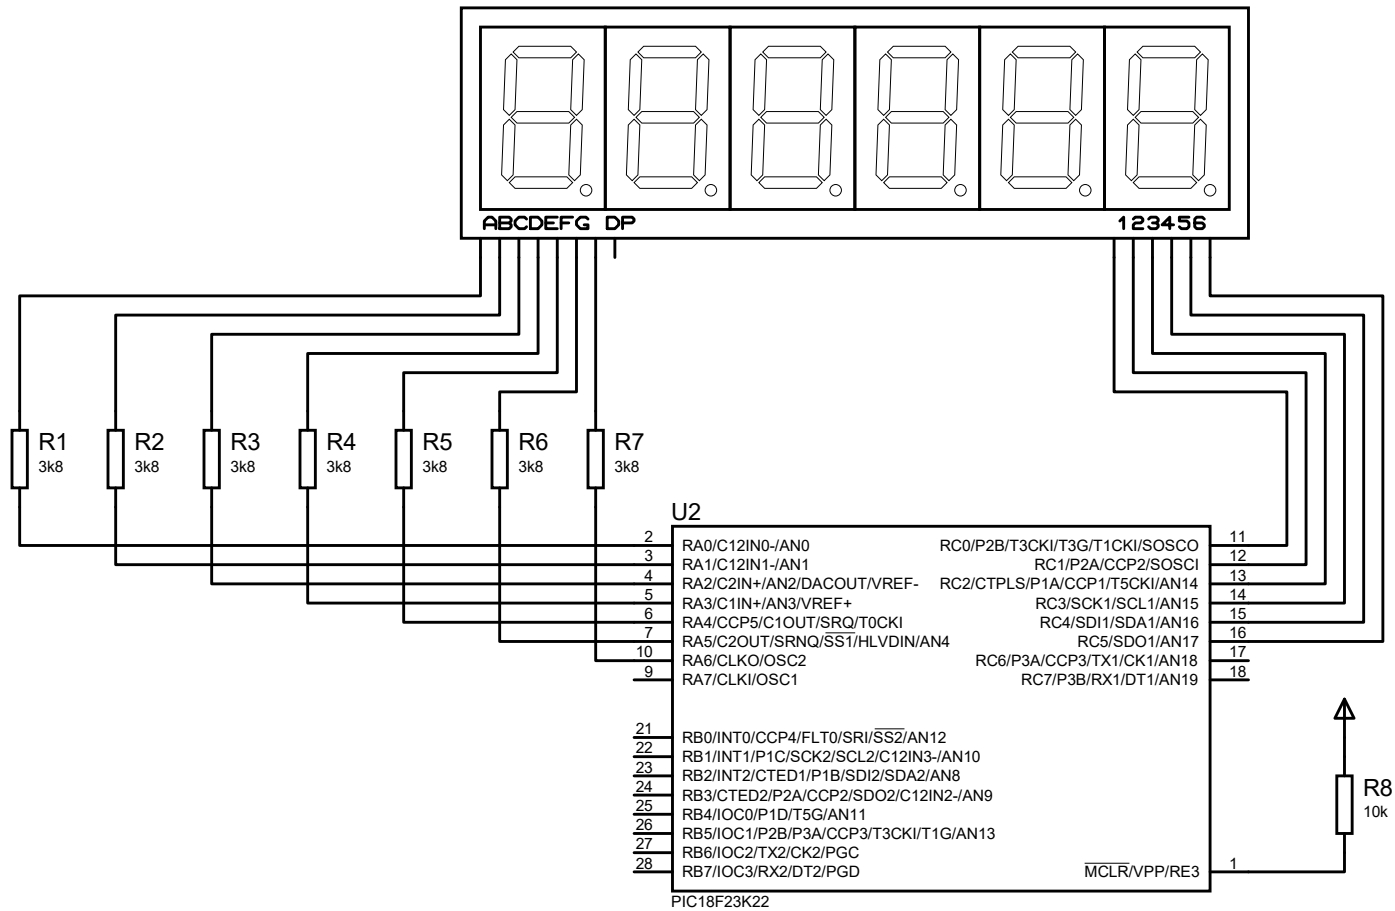 ABCDEFG DP
123456
R1
3k8
R2
3k8
R3
3k8
R4
3k8
R5
3k8
R6
3k8
R7
3k8
U2
2 RA0/C12IN0-/AN0
3 RA1/C12IN1-/AN1
4 RA2/C2IN+/AN2/DACOUT/VREF-
5 RA3/C1IN+/AN3/VREF+
6 RA4/CCP5/C1OUT/SRQ/T0CKI
7 RA5/C2OUT/SRNQ/SS1/HLVDIN/AN4
10 RA6/CLKO/OSC2
9 RA7/CLKI/OSC1
21 RB0/INT0/CCP4/FLT0/SRI/SS2/AN12
22 RB1/INT1/P1C/SCK2/SCL2/C12IN3-/AN10
23 RB2/INT2/CTED1/P1B/SDI2/SDA2/AN8
24 RB3/CTED2/P2A/CCP2/SDO2/C12IN2-/AN9
25 RB4/IOC0/P1D/T5G/AN11
26 RB5/IOC1/P2B/P3A/CCP3/T3CKI/T1G/AN13
27 RB6/IOC2/TX2/CK2/PGC
28 RB7/IOC3/RX2/DT2/PGD
RC0/P2B/T3CKI/T3G/T1CKI/SOSCO 11
RC1/P2A/CCP2/SOSCI 12
RC2/CTPLS/P1A/CCP1/T5CKI/AN14 13
RC3/SCK1/SCL1/AN15 14
RC4/SDI1/SDA1/AN16 15
RC5/SDO1/AN17 16
RC6/P3A/CCP3/TX1/CK1/AN18 17
RC7/P3B/RX1/DT1/AN19 18
MCLR/VPP/RE3 1
R8
10k
PIC18F23K22